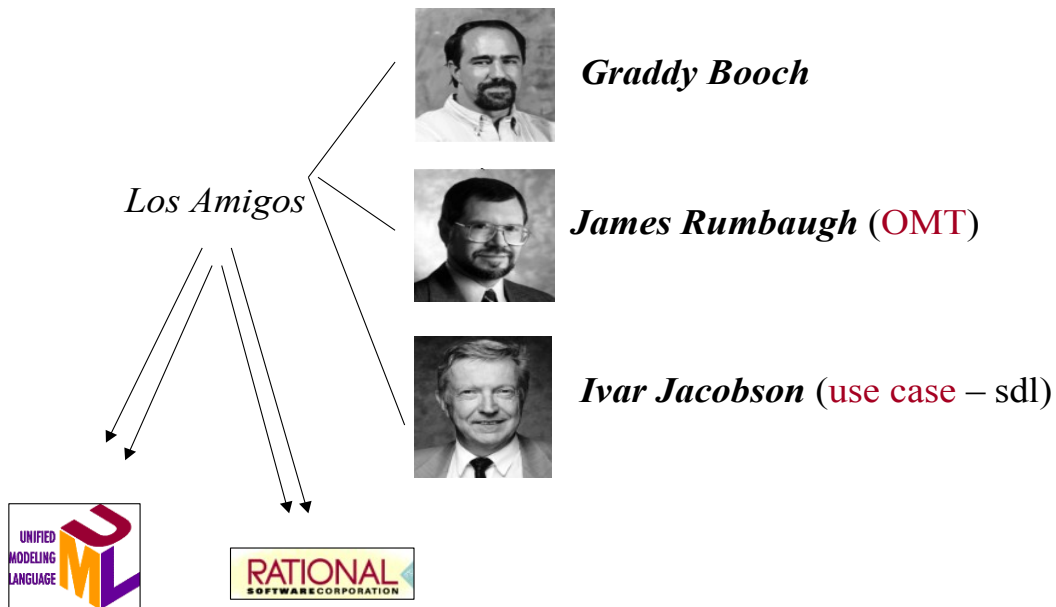 Graddy Booch
Los Amigos
James Rumbaugh (OMT)
Ivar Jacobson (use case – sdl)
UNIFIED
MODELING
LANGUAGE
UML
RATIONAL
SOFTWARE CORPORATION